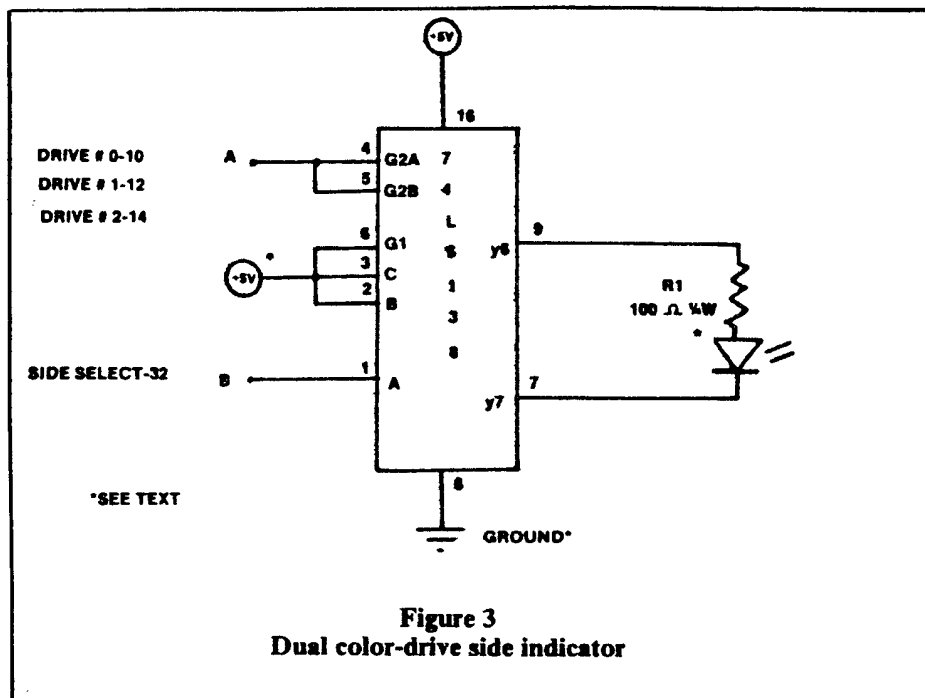 +5V
16
DRIVE # 0-10 A 4 G2A 7
DRIVE # 1-12 5 G2B 4
DRIVE # 2-14 L
6 G1 S y6 9
+5V * 3 C 1
2 B 3
R1
100 Ω ¼W
*
8
SIDE SELECT-32 B 1 A y7 7
*SEE TEXT
8
GROUND*
Figure 3
Dual color-drive side indicator